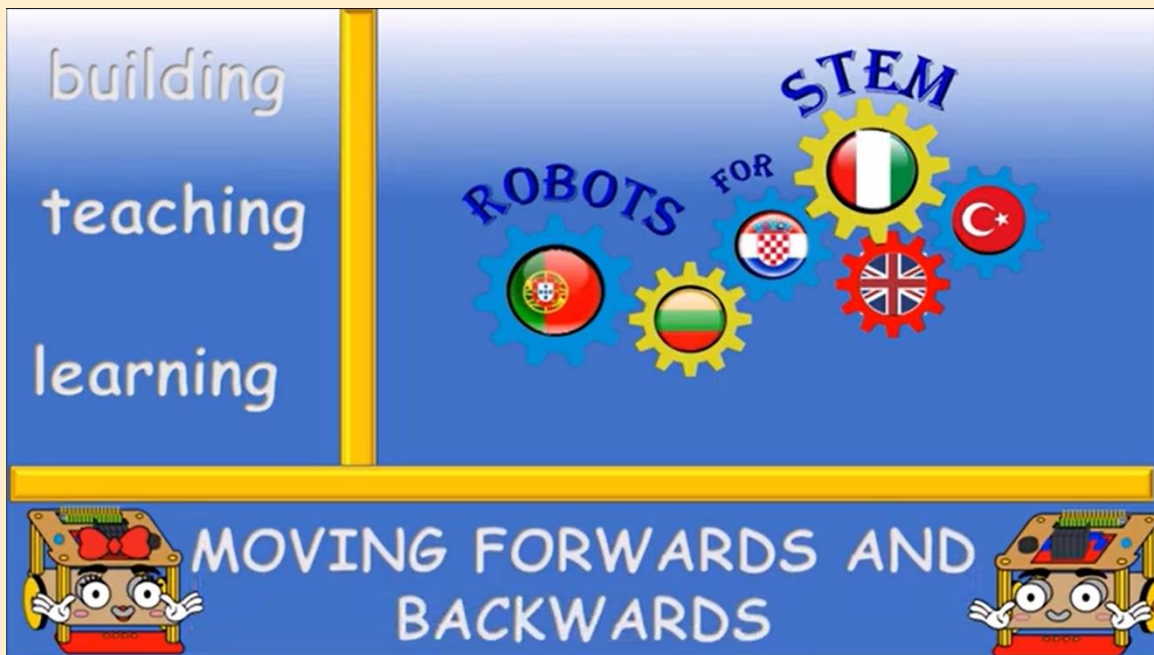 building
teaching
learning
ROBOTS FOR STEM
MOVING FORWARDS AND
BACKWARDS